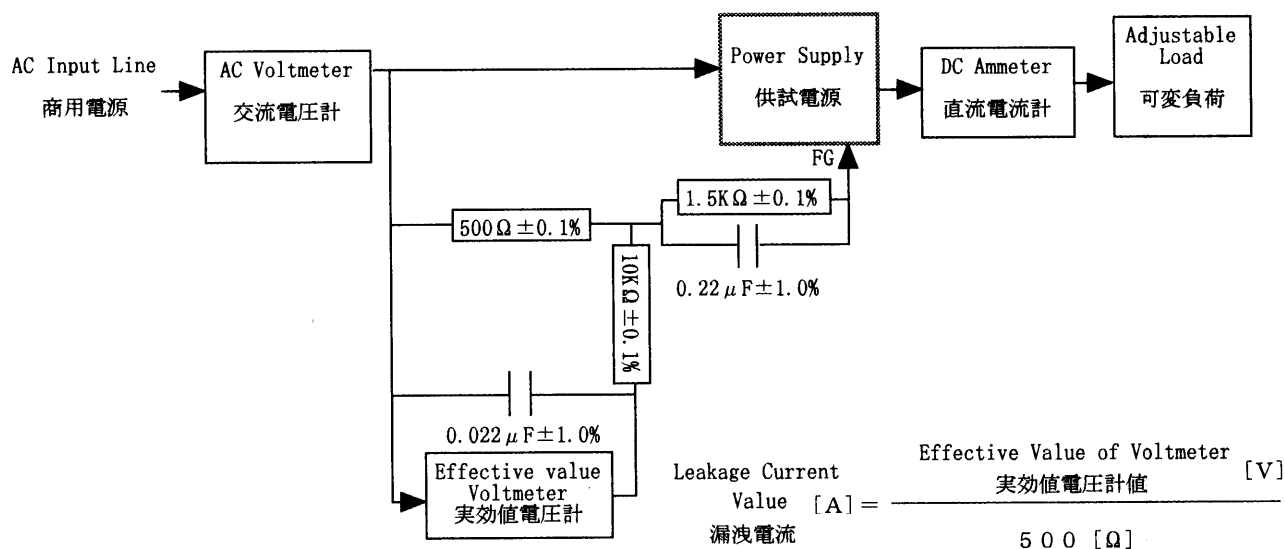 AC Input Line
商用電源
AC Voltmeter
交流電圧計
Power Supply
供試電源
DC Ammeter
直流電流計
Adjustable
Load
可変負荷
FG
1.5KΩ±0.1%
500Ω±0.1%
0.22μF±1.0%
10KΩ±0.1%
0.022μF±1.0%
Effective value
Voltmeter
実効値電圧計
Leakage Current
Value [A]=
漏洩電流
Effective Value of Voltmeter
実効値電圧計値 [V]
500 [Ω]